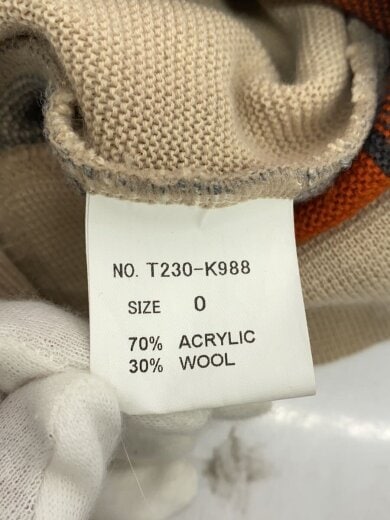 NO. T230-K988
SIZE 0
70% ACRYLIC
30% WOOL